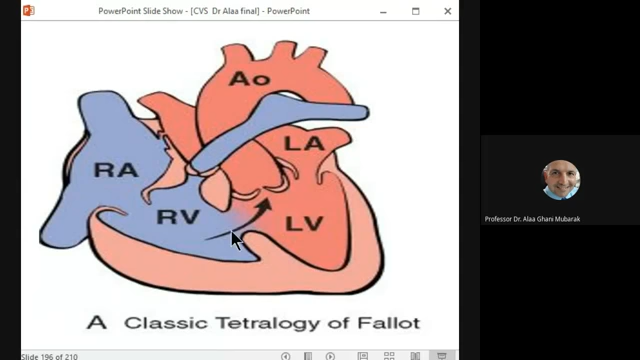 PowerPoint Slide Show - [CVS Dr Alaa final] - PowerPoint
Ao
LA
RA
RV
LV
Professor Dr. Alaa Ghani Mubarak
A Classic Tetralogy of Fallot
Slide 196 of 210